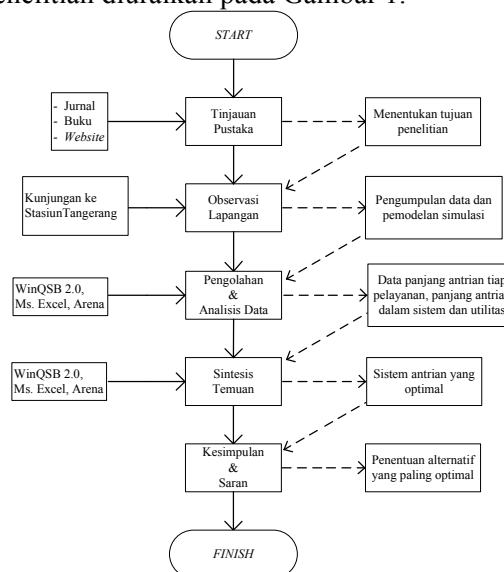 penelitian diuraikan pada Gambar 1.
START
- Jurnal
- Buku
- Website
Tinjauan
Pustaka
Menentukan tujuan
penelitian
Kunjungan ke
StasiunTangerang
Observasi
Lapangan
Pengumpulan data dan
pemodelan simulasi
WinQSB 2.0,
Ms. Excel, Arena
Pengolahan
&
Analisis Data
Data panjang antrian tiap
pelayanan, panjang antrian
dalam sistem dan utilitas
WinQSB 2.0,
Ms. Excel, Arena
Sintesis
Temuan
Sistem antrian yang
optimal
Kesimpulan
&
Saran
Penentuan alternatif
yang paling optimal
FINISH